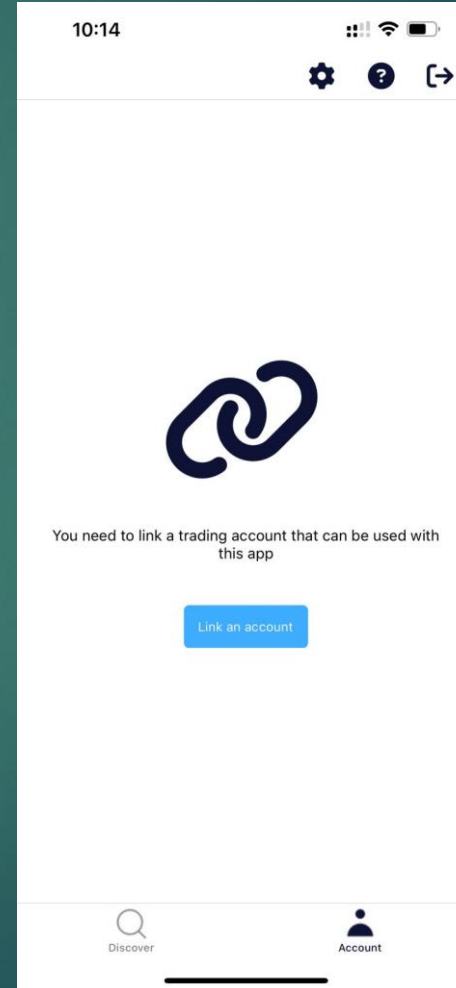 10:14
You need to link a trading account that can be used with
this app
Link an account
Discover
Account